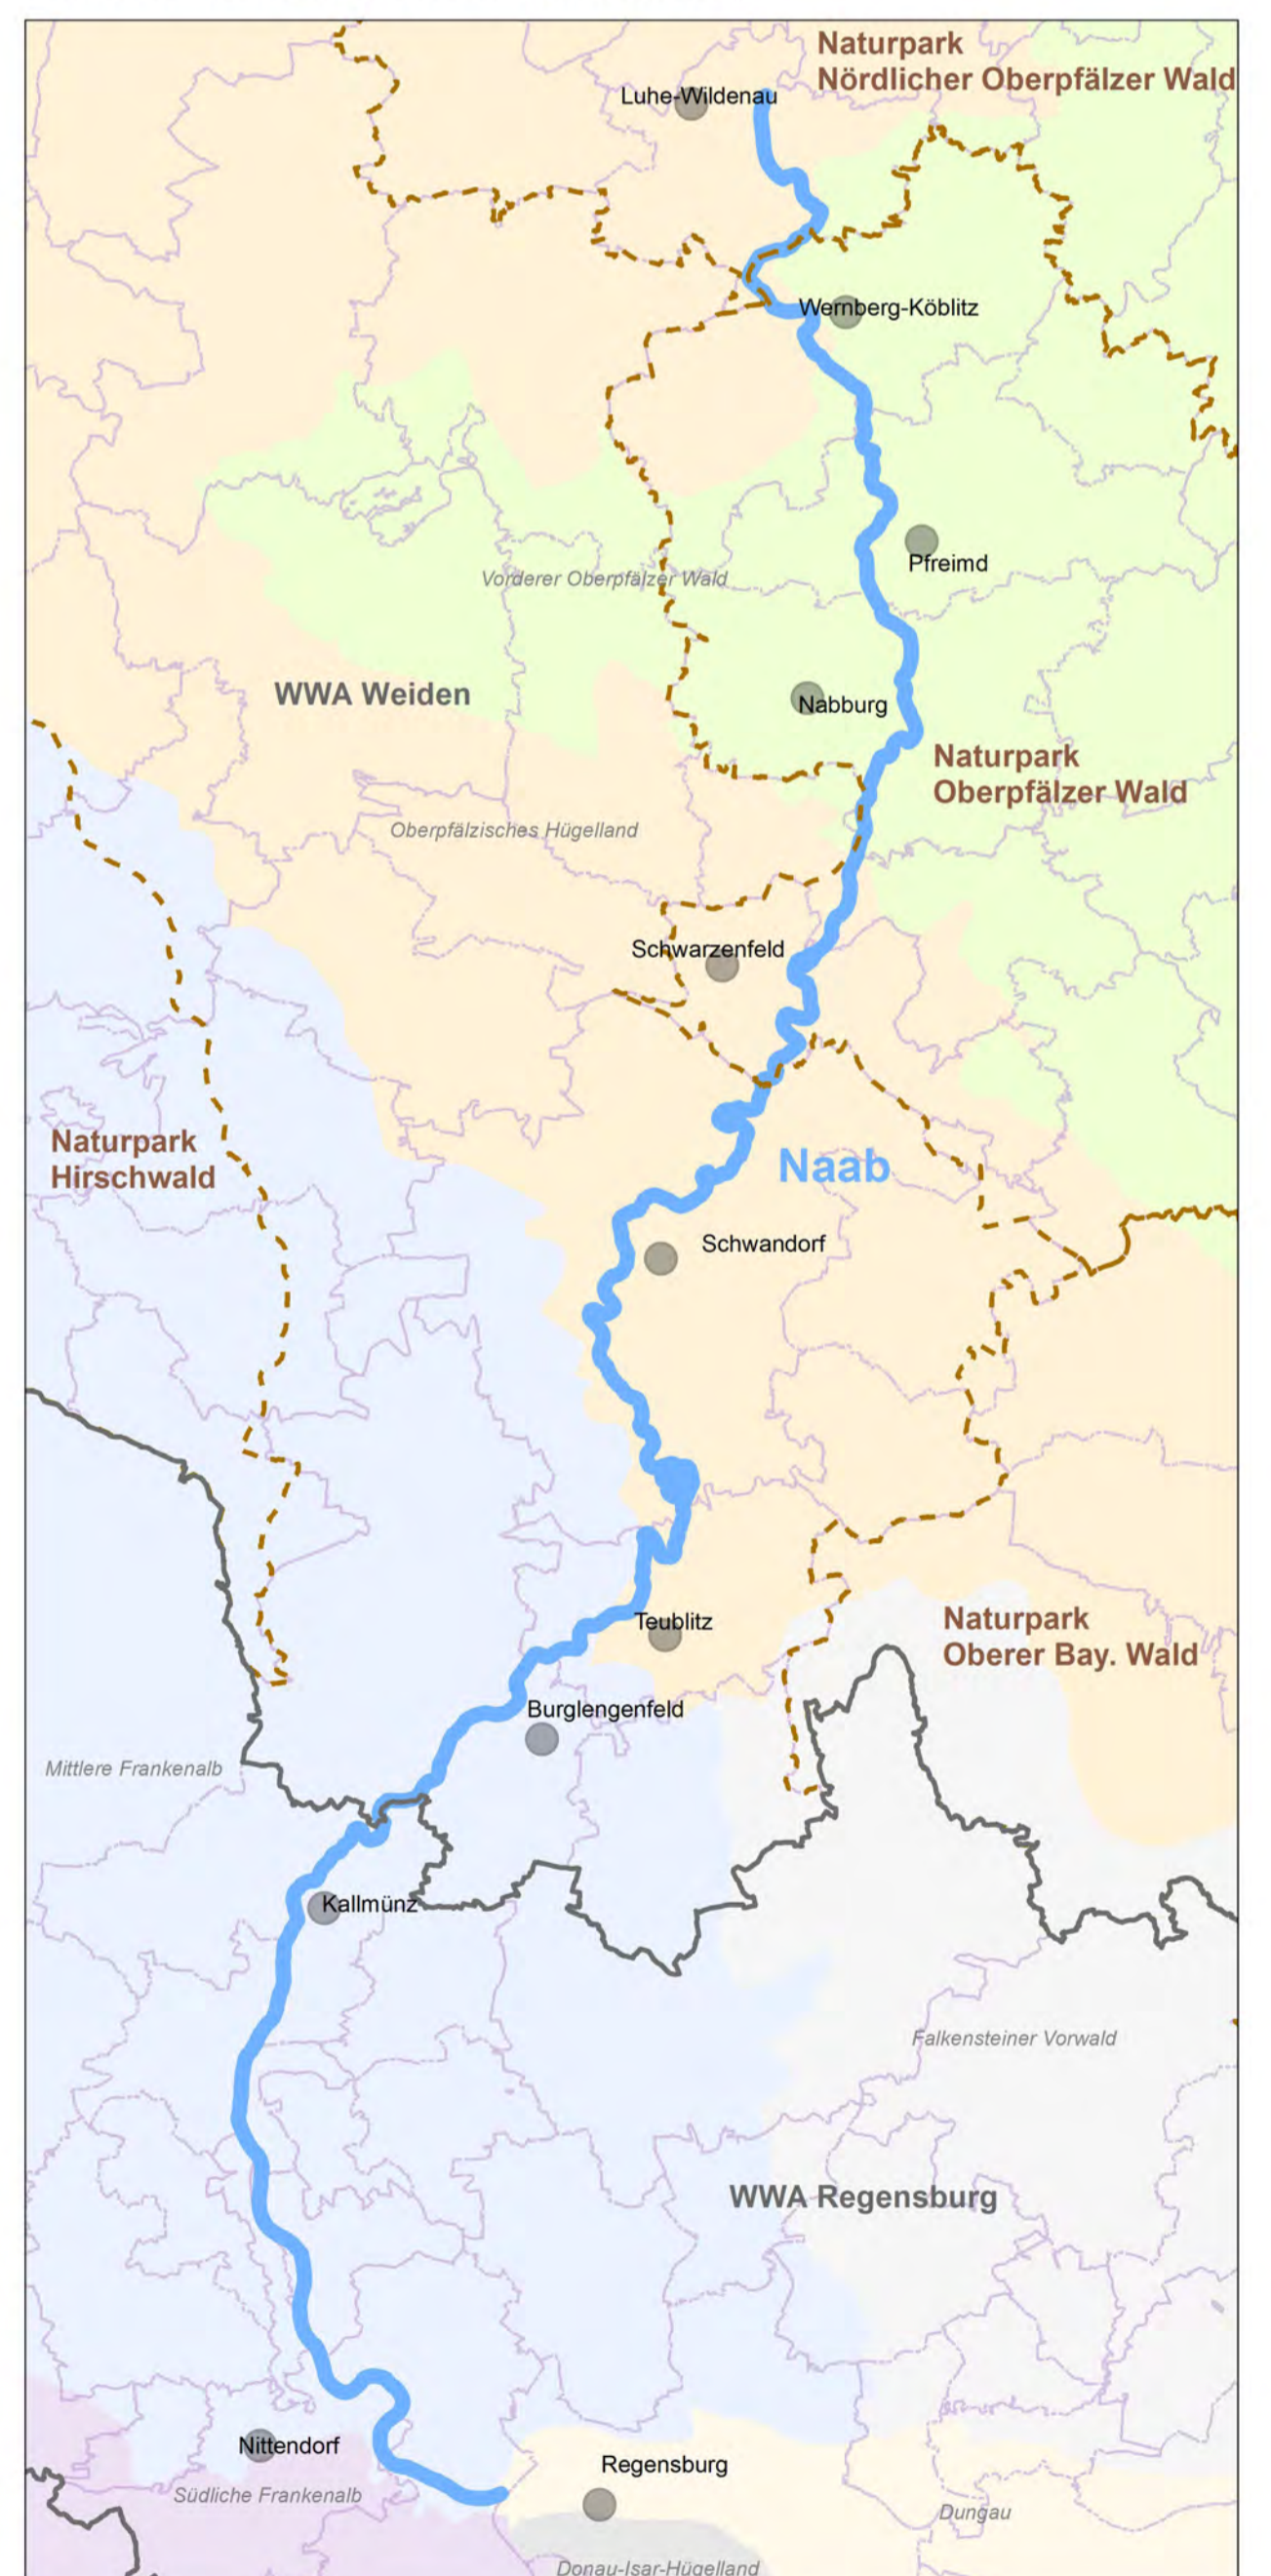 Naturpark
Nördlicher Oberpfälzer Wald
Luhe-Wildenau
Wernberg-Köblitz
Pfreimd
Vorderer Oberpfälzer Wald
WWA Weiden
Nabburg
Naturpark
Oberpfälzer Wald
Oberpfälzisches Hügelland
Schwarzenfeld
Naturpark
Hirschwald
Naab
Schwandorf
Naturpark
Oberer Bay. Wald
Teublitz
Burglengenfeld
Mittlere Frankenalb
Kallmünz
Falkensteiner Vorwald
WWA Regensburg
Nittendorf
Regensburg
Südliche Frankenalb
Dungau
Donau-Isar-Hügelland